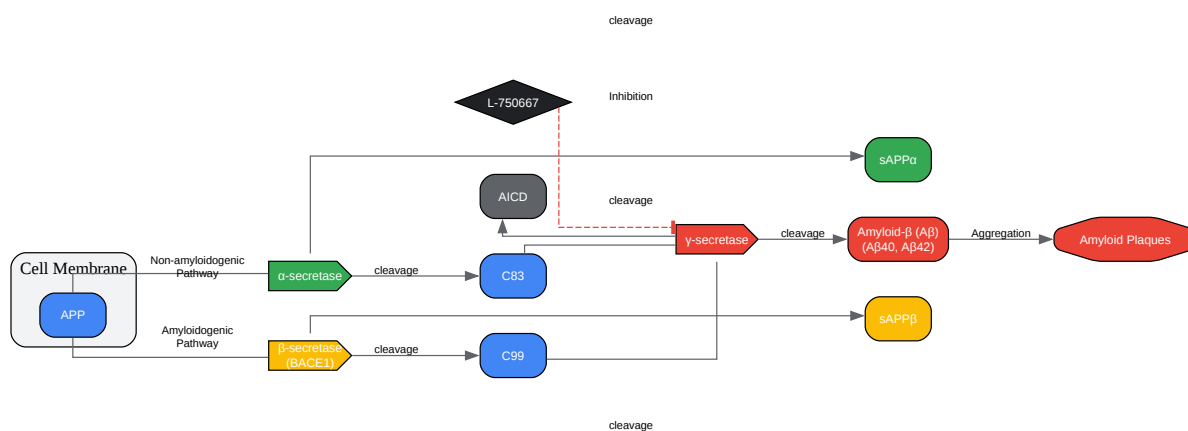 cleavage
L-750667
Inhibition
sAPPα
AICD
cleavage
γ-secretase
cleavage
Amyloid-β (Aβ)
(Aβ40, Aβ42)
Aggregation
Amyloid Plaques
Cell Membrane
Non-amyloidogenic
Pathway
α-secretase
cleavage
C83
APP
sAPPβ
Amyloidogenic
Pathway
β-secretase
(BACE1)
cleavage
C99
cleavage